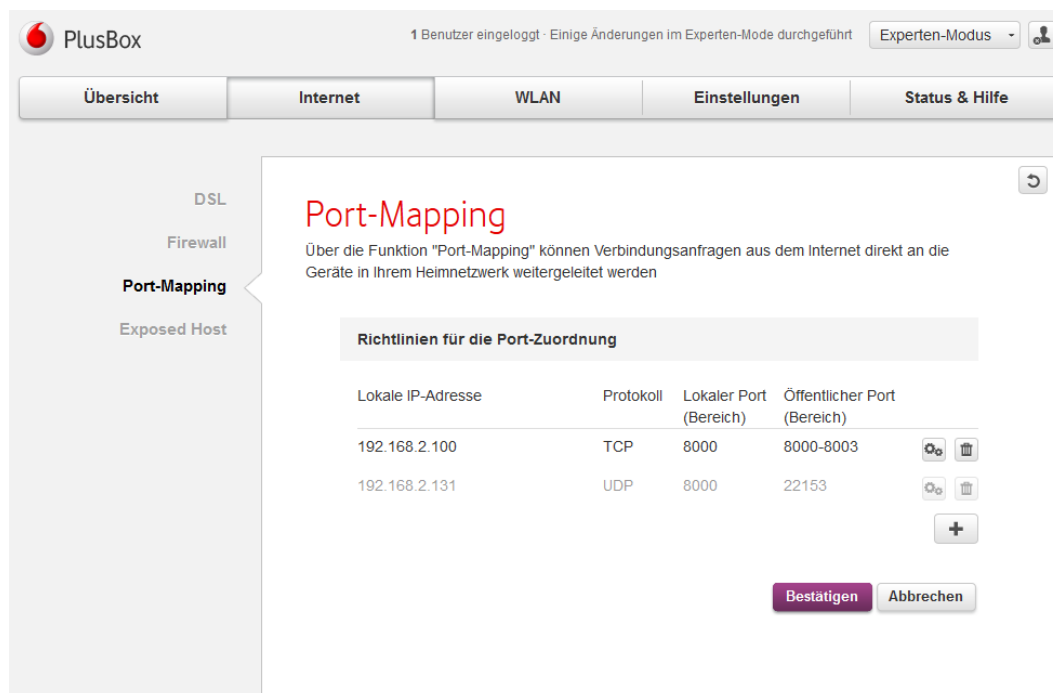 PlusBox
1 Benutzer eingeloggt · Einige Änderungen im Experten-Mode durchgeführt
Experten-Modus
Übersicht
Internet
WLAN
Einstellungen
Status & Hilfe
DSL
Firewall
Port-Mapping
Exposed Host
Port-Mapping
Über die Funktion "Port-Mapping" können Verbindungsanfragen aus dem Internet direkt an die
Geräte in Ihrem Heimnetzwerk weitergeleitet werden
Richtlinien für die Port-Zuordnung
Lokale IP-Adresse Protokoll Lokaler Port Öffentlicher Port
(Bereich) (Bereich)
192.168.2.100 TCP 8000 8000-8003
192.168.2.131 UDP 8000 22153
Bestätigen
Abbrechen